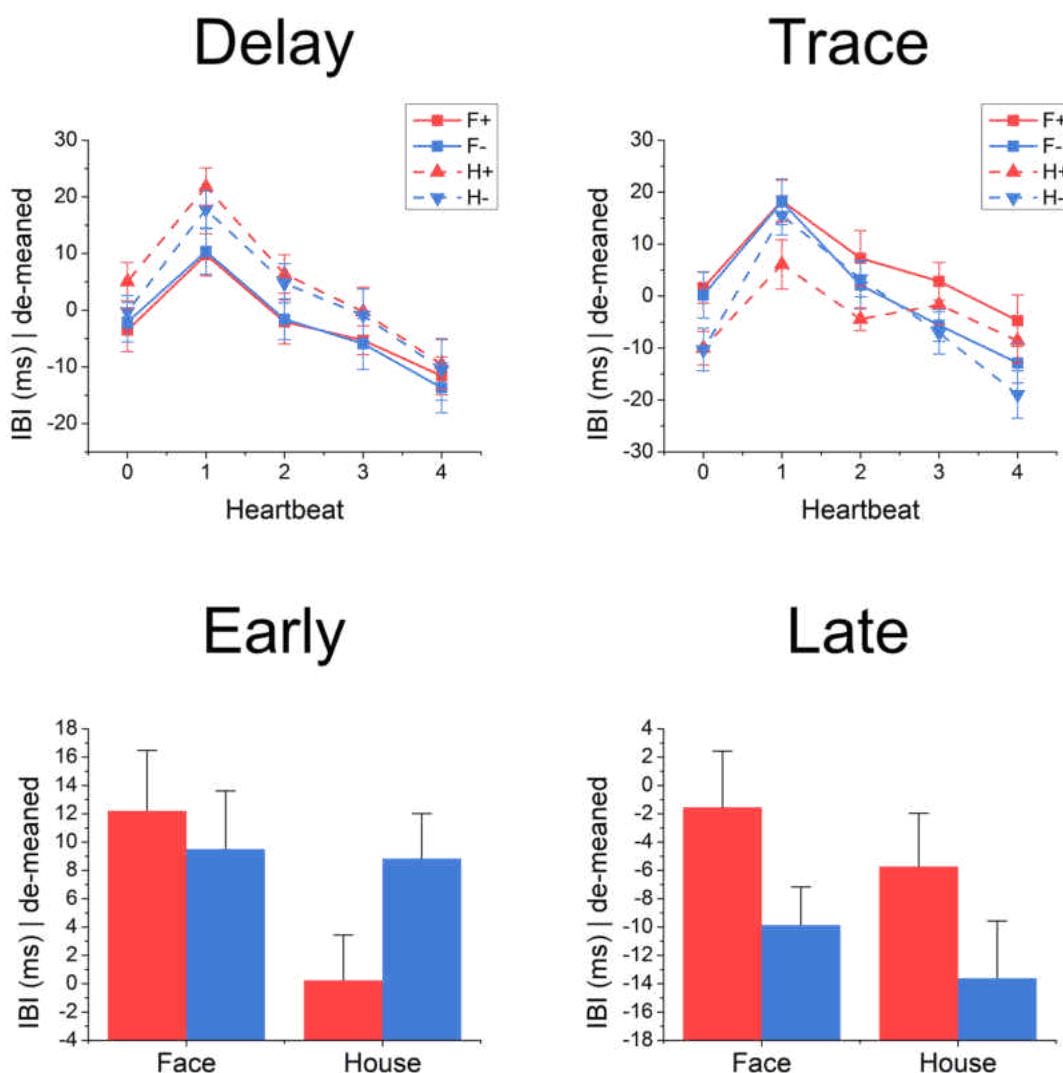 Delay
Trace
F+
F-
H+
H-
IBI (ms) | de-meaned
30
20
10
0
-10
-20
0 1 2 3 4
Heartbeat
F+
F-
H+
H-
IBI (ms) | de-meaned
30
20
10
0
-10
-20
-30
0 1 2 3 4
Heartbeat
Early
Late
IBI (ms) | de-meaned
18
16
14
12
10
8
6
4
2
0
-2
-4
Face House
IBI (ms) | de-meaned
4
2
0
-2
-4
-6
-8
-10
-12
-14
-16
-18
Face House